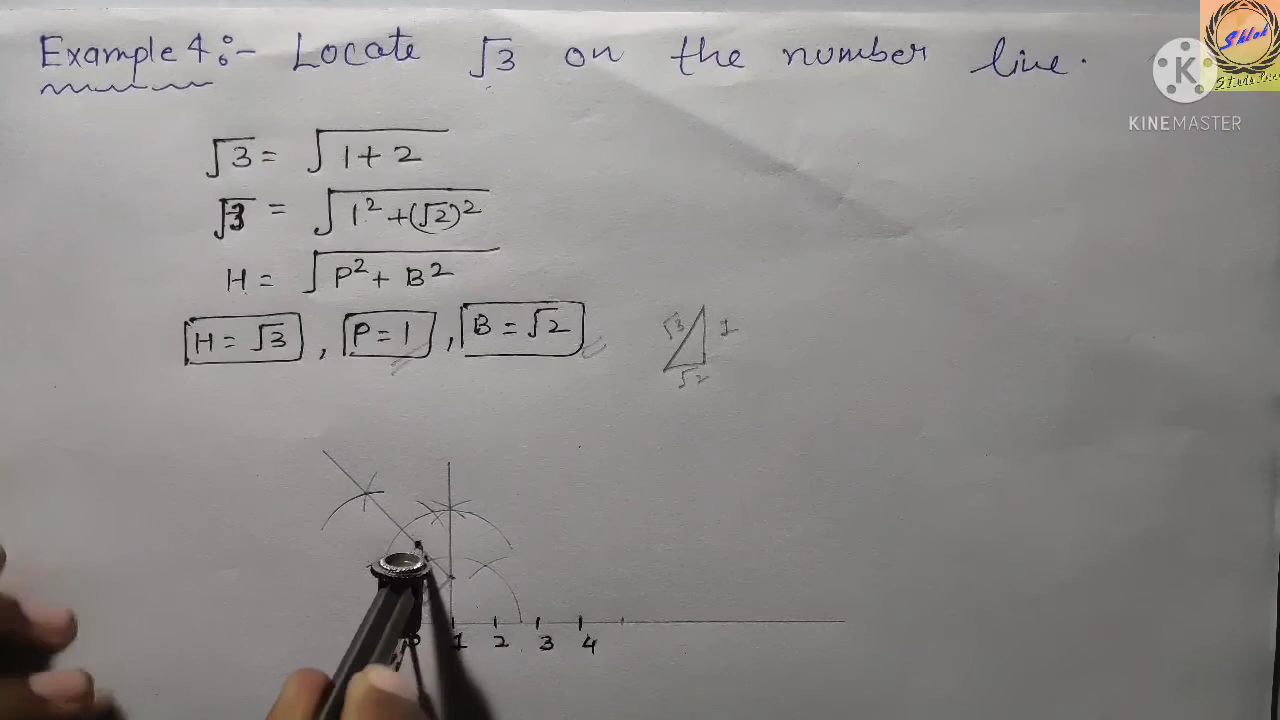 Example 4:- Locate √3 on the number line.
Shlok
KINEMASTER
√3 = √1+2
√3 = √1²+(√2)²
H = √P²+B²
H = √3 , P = 1 , B = √2
√3 1
√2
1 2 3 4